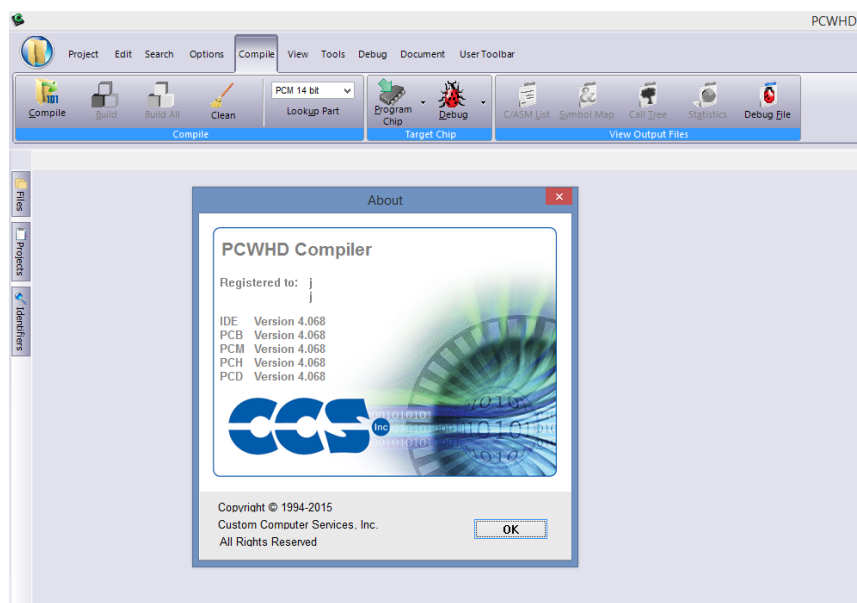 PCWHD
Project Edit Search Options Compile View Tools Debug Document User Toolbar
Compile Build Build All Clean
PCM 14 bit
Lookup Part
Program Chip Debug
C/ASM List Symbol Map Call Tree Statistics Debug File
Compile Target Chip View Output Files
Files
Projects
Identifiers
About
PCWHD Compiler
Registered to: j
j
IDE Version 4.068
PCB Version 4.068
PCM Version 4.068
PCH Version 4.068
PCD Version 4.068
CCS Inc
Copyright © 1994-2015
Custom Computer Services, Inc.
All Rights Reserved
OK